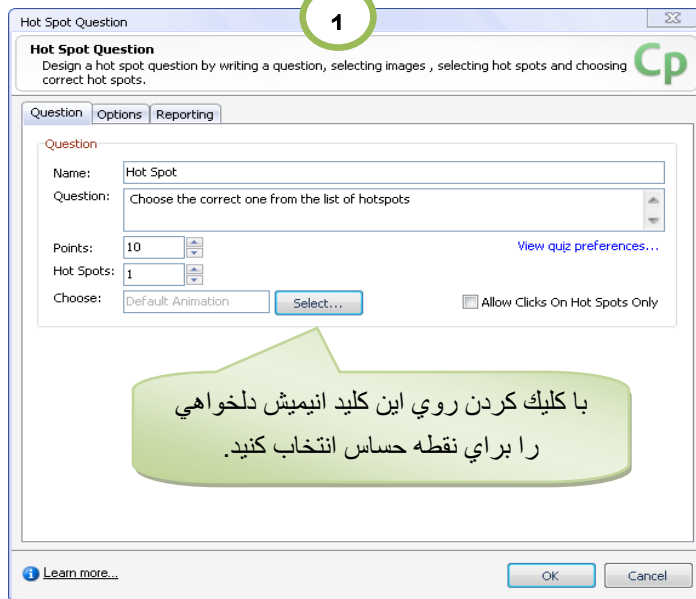 1
Hot Spot Question
Hot Spot Question
Design a hot spot question by writing a question, selecting images , selecting hot spots and choosing
correct hot spots.
Cp
Question Options Reporting
Question
Name: Hot Spot
Question: Choose the correct one from the list of hotspots
Points: 10 View quiz preferences...
Hot Spots: 1
Choose: Default Animation Select... Allow Clicks On Hot Spots Only
با كليك كردن روي اين كليد انيميش دلخواهي
را براي نقطه حساس انتخاب كنيد.
Learn more... OK Cancel